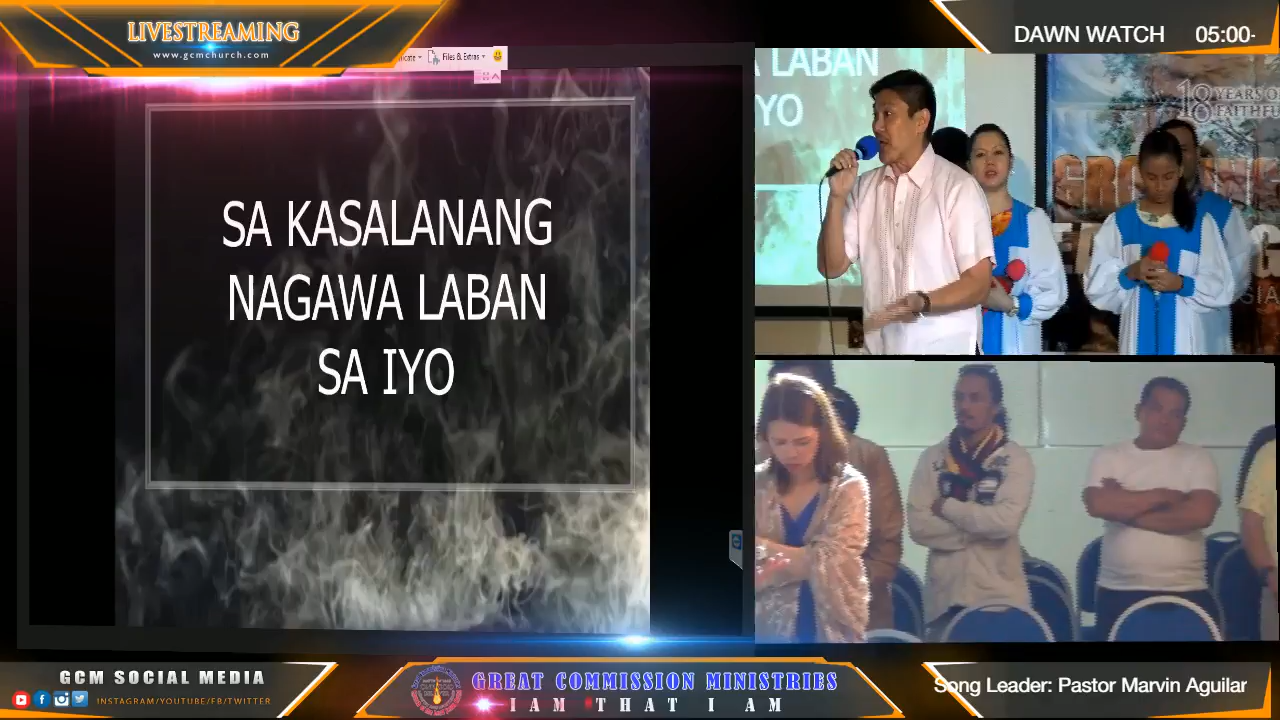 LIVESTREAMING
www.gcmchurch.com
DAWN WATCH 05:00-
Files & Extras
SA KASALANANG
NAGAWA LABAN
SA IYO
LABAN
IYO
18 YEARS O
FAITHFU
GCM SOCIAL MEDIA
INSTAGRAM/YOUTUBE/FB/TWITTER
GREAT COMMISSION MINISTRIES
I AM THAT I AM
Song Leader: Pastor Marvin Aguilar